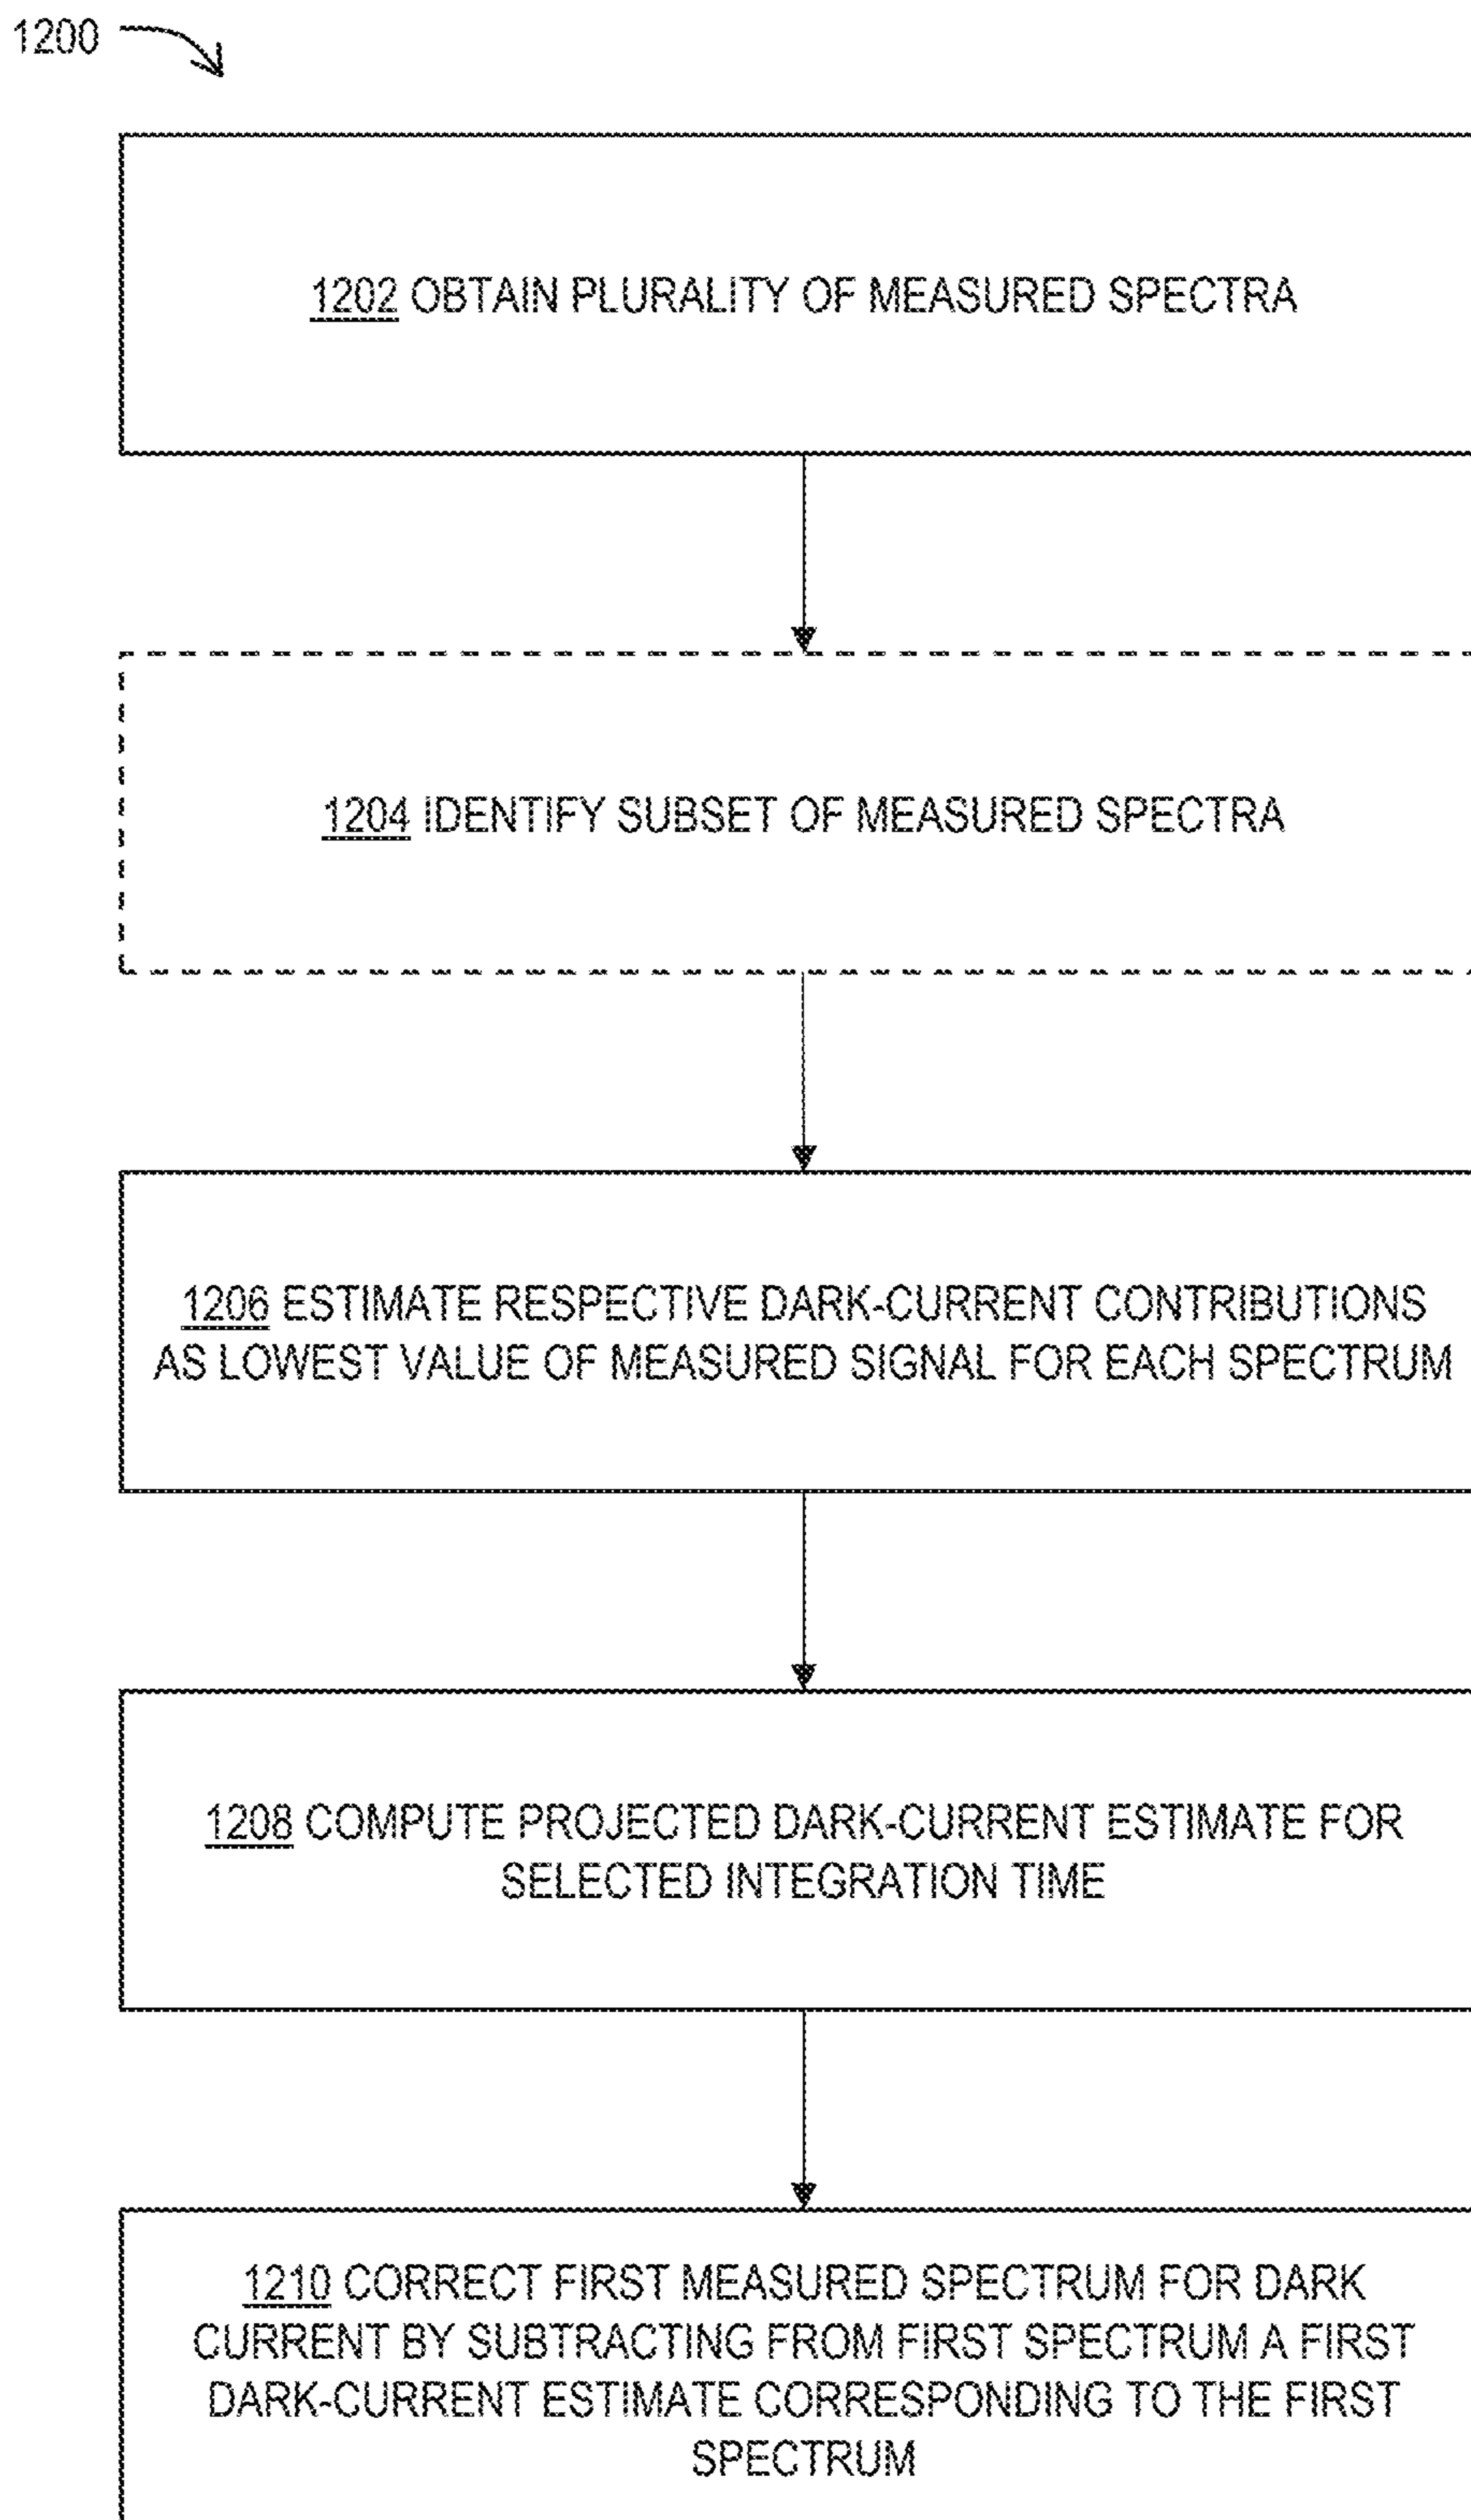 1200
1202 OBTAIN PLURALITY OF MEASURED SPECTRA
1204 IDENTIFY SUBSET OF MEASURED SPECTRA
1206 ESTIMATE RESPECTIVE DARK-CURRENT CONTRIBUTIONS
AS LOWEST VALUE OF MEASURED SIGNAL FOR EACH SPECTRUM
1208 COMPUTE PROJECTED DARK-CURRENT ESTIMATE FOR
SELECTED INTEGRATION TIME
1210 CORRECT FIRST MEASURED SPECTRUM FOR DARK
CURRENT BY SUBTRACTING FROM FIRST SPECTRUM A FIRST
DARK-CURRENT ESTIMATE CORRESPONDING TO THE FIRST
SPECTRUM